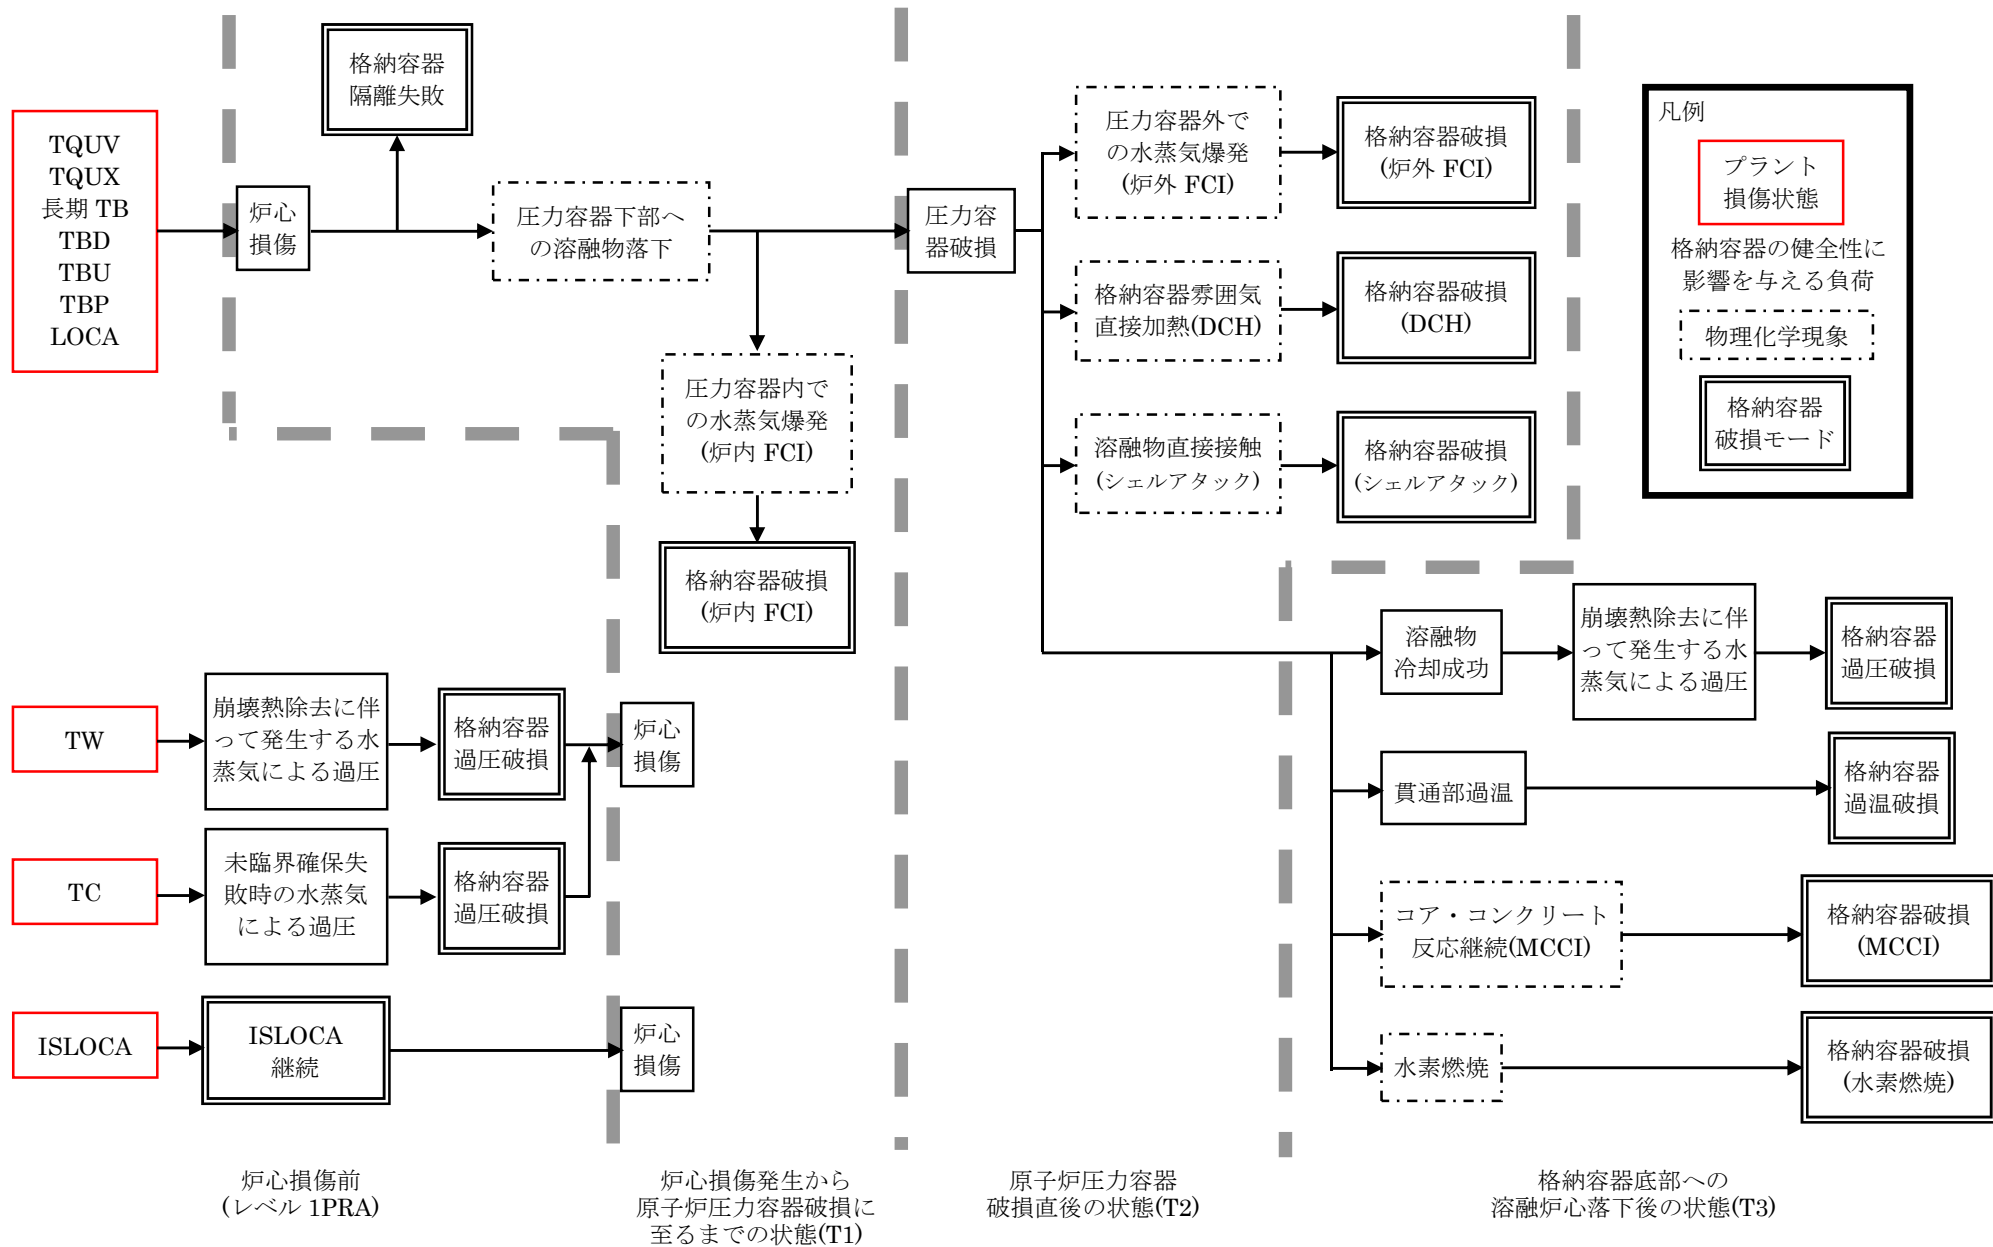 格納容器
隔離失敗
TQUV
TQUX
長期 TB
TBD
TBU
TBP
LOCA
炉心
損傷
圧力容器下部へ
の溶融物落下
圧力容器内で
の水蒸気爆発
(炉内 FCI)
格納容器破損
(炉内 FCI)
圧力容
器破損
圧力容器外で
の水蒸気爆発
(炉外 FCI)
格納容器破損
(炉外 FCI)
格納容器雰囲気
直接加熱(DCH)
格納容器破損
(DCH)
溶融物直接接触
(シェルアタック)
格納容器破損
(シェルアタック)
凡例
プラント
損傷状態
格納容器の健全性に
影響を与える負荷
物理化学現象
格納容器
破損モード
溶融物
冷却成功
崩壊熱除去に伴
って発生する水
蒸気による過圧
格納容器
過圧破損
貫通部過温
格納容器
過温破損
コア・コンクリート
反応継続(MCCI)
格納容器破損
(MCCI)
水素燃焼
格納容器破損
(水素燃焼)
TW
崩壊熱除去に伴
って発生する水
蒸気による過圧
格納容器
過圧破損
炉心
損傷
TC
未臨界確保失
敗時の水蒸気
による過圧
格納容器
過圧破損
ISLOCA
ISLOCA
継続
炉心
損傷
炉心損傷前
(レベル 1PRA)
炉心損傷発生から
原子炉圧力容器破損に
至るまでの状態(T1)
原子炉圧力容器
破損直後の状態(T2)
格納容器底部への
溶融炉心落下後の状態(T3)